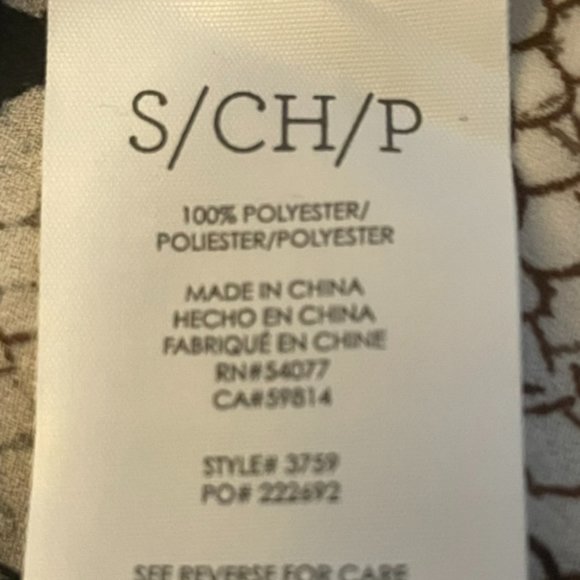 S/CH/P
100% POLYESTER/
POLIESTER/POLYESTER
MADE IN CHINA
HECHO EN CHINA
FABRIQUÉ EN CHINE
RN#54077
CA#59814
STYLE# 3759
PO# 222692
SEE REVERSE FOR CARE